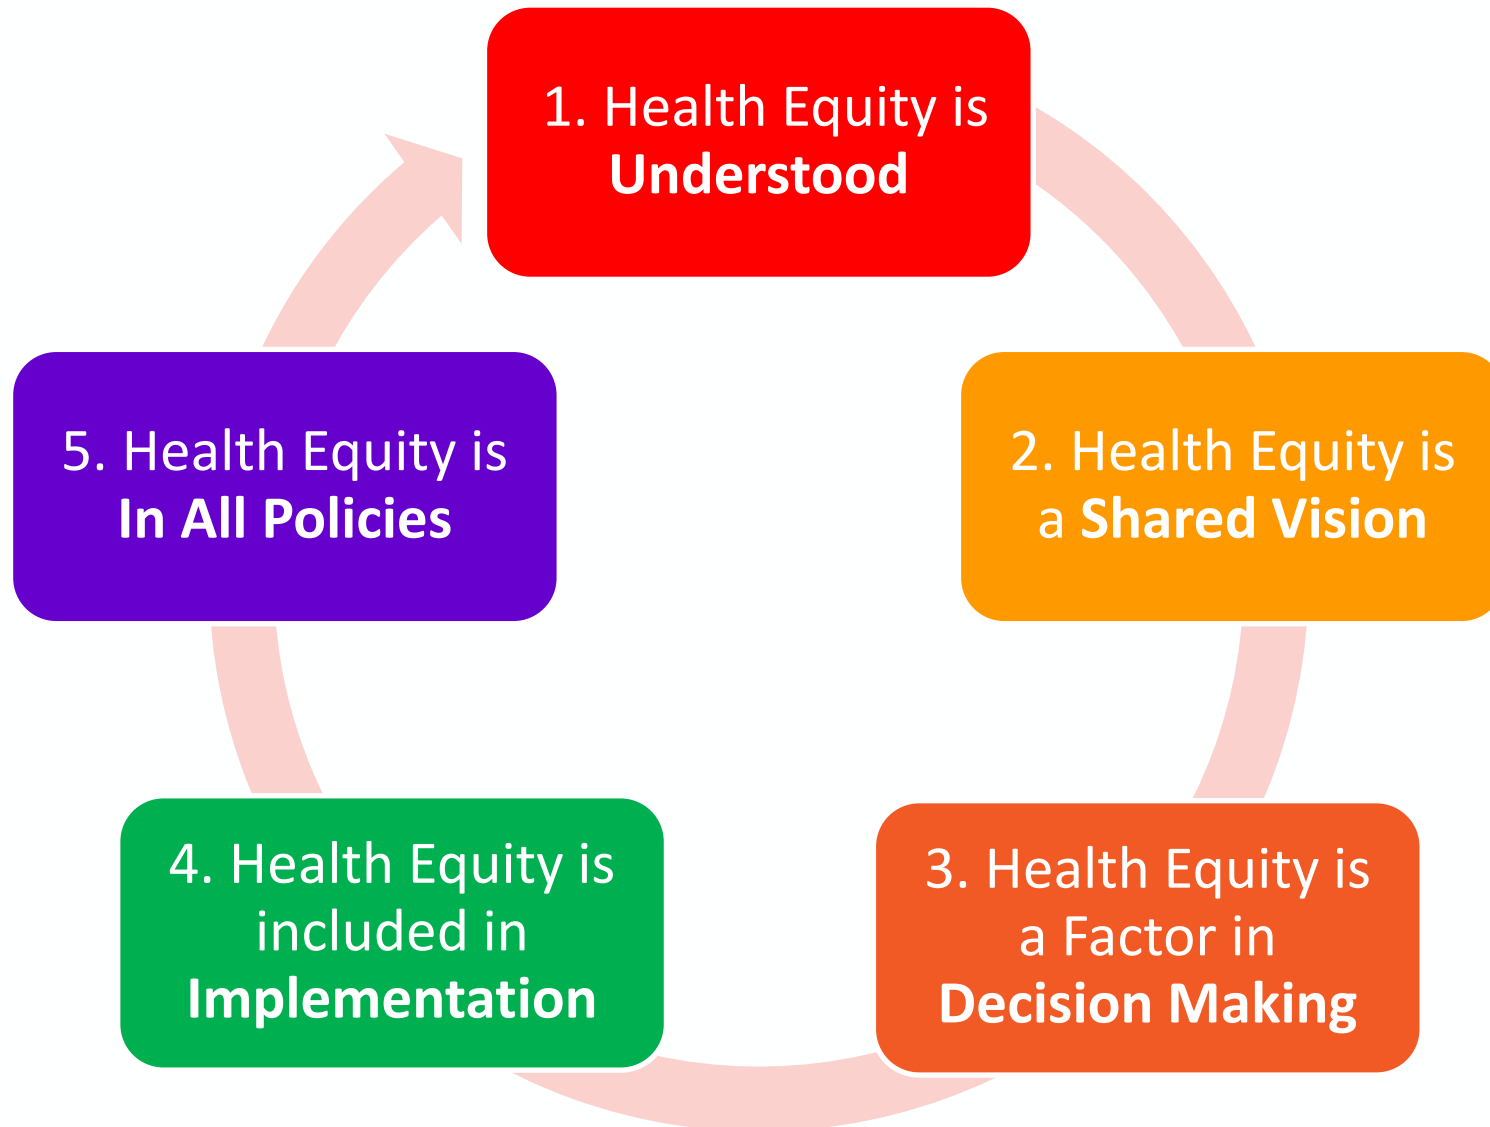 1. Health Equity is
Understood
2. Health Equity is
a Shared Vision
3. Health Equity is
a Factor in
Decision Making
4. Health Equity is
included in
Implementation
5. Health Equity is
In All Policies